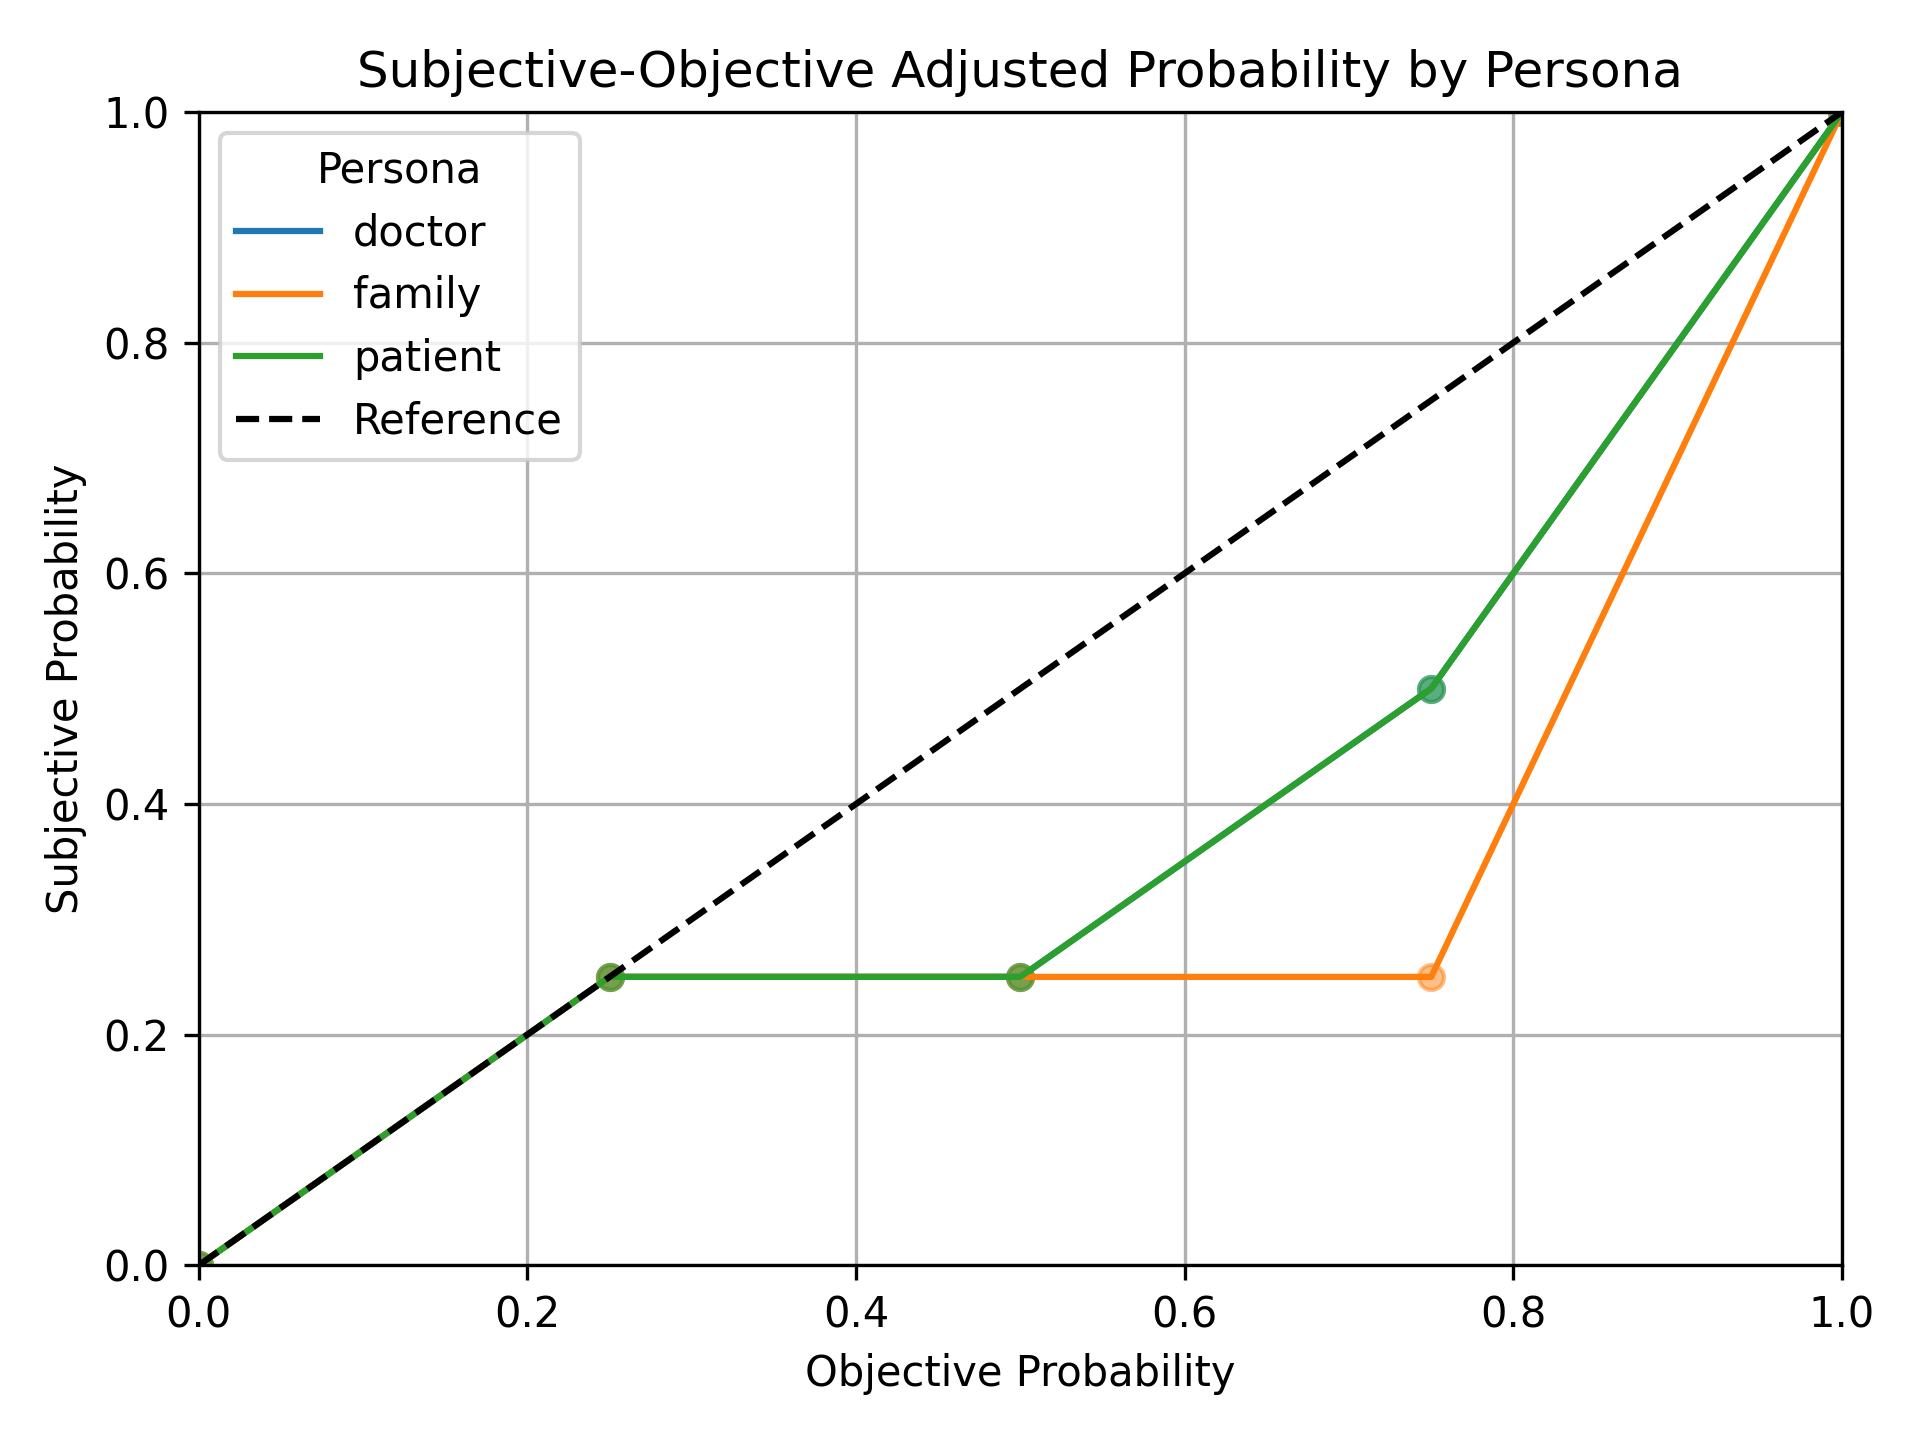 Subjective-Objective Adjusted Probability by Persona
1.0
0.8
0.6
0.4
0.2
0.0
Subjective Probability
Persona
doctor
family
patient
Reference
0.0 0.2 0.4 0.6 0.8 1.0
Objective Probability